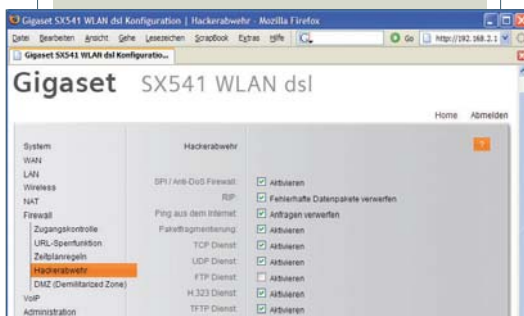 Gigaset SX541 WLAN dsl Konfiguration | Hackerabwehr - Mozilla Firefox
Datei Bearbeiten Ansicht Gehe Lesezeichen ScrapBook Extras Hilfe G Go http://192.168.2.1
Gigaset SX541 WLAN dsl Konfiguratio...
Gigaset SX541 WLAN dsl
Home Abmelden
System Hackerabwehr ?
WAN
LAN
SPI / Anti-DoS Firewall: Aktivieren
Wireless
RIP: Fehlerhafte Datenpakete verwerfen
NAT
Firewall
Ping aus dem Internet: Anfragen verwerfen
Zugangskontrolle
Paketfragmentierung: Aktivieren
URL-Sperrfunktion
TCP Dienst: Aktivieren
Zeitplanregeln
UDP Dienst: Aktivieren
Hackerabwehr
FTP Dienst: Aktivieren
DMZ (Demilitarized Zone)
H.323 Dienst: Aktivieren
VoIP
Administration
TFTP Dienst: Aktivieren